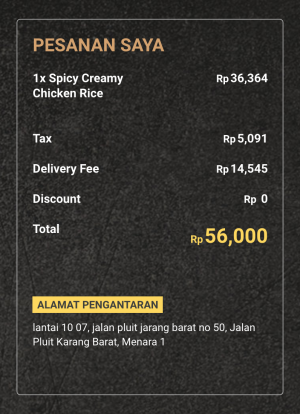 PESANAN SAYA
1x Spicy Creamy Rp 36,364
Chicken Rice
Tax Rp 5,091
Delivery Fee Rp 14,545
Discount Rp 0
Total Rp 56,000
ALAMAT PENGANTARAN
lantai 10 07, jalan pluit jarang barat no 50, Jalan
Pluit Karang Barat, Menara 1